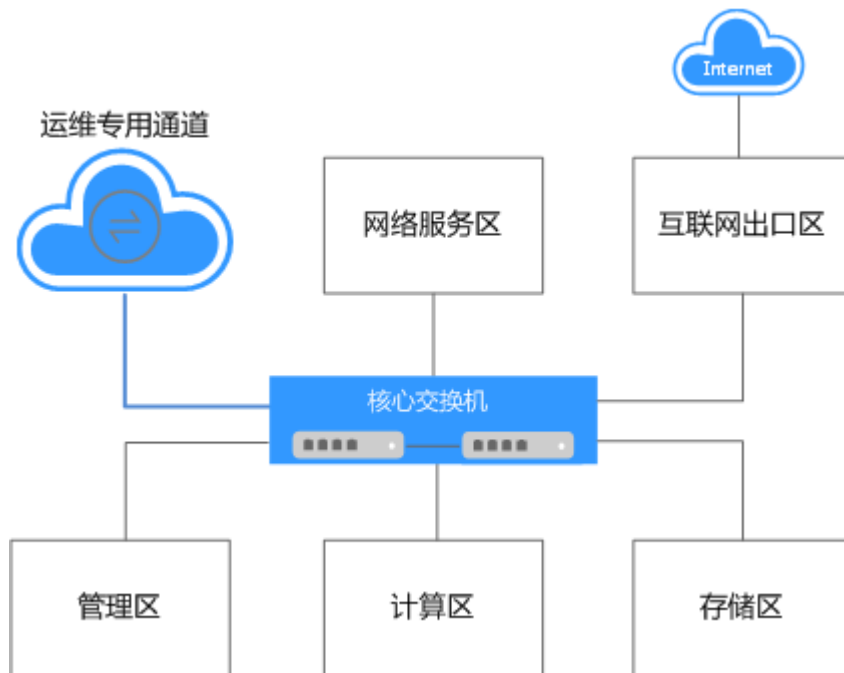 Internet
运维专用通道
网络服务区
互联网出口区
核心交换机
管理区
计算区
存储区